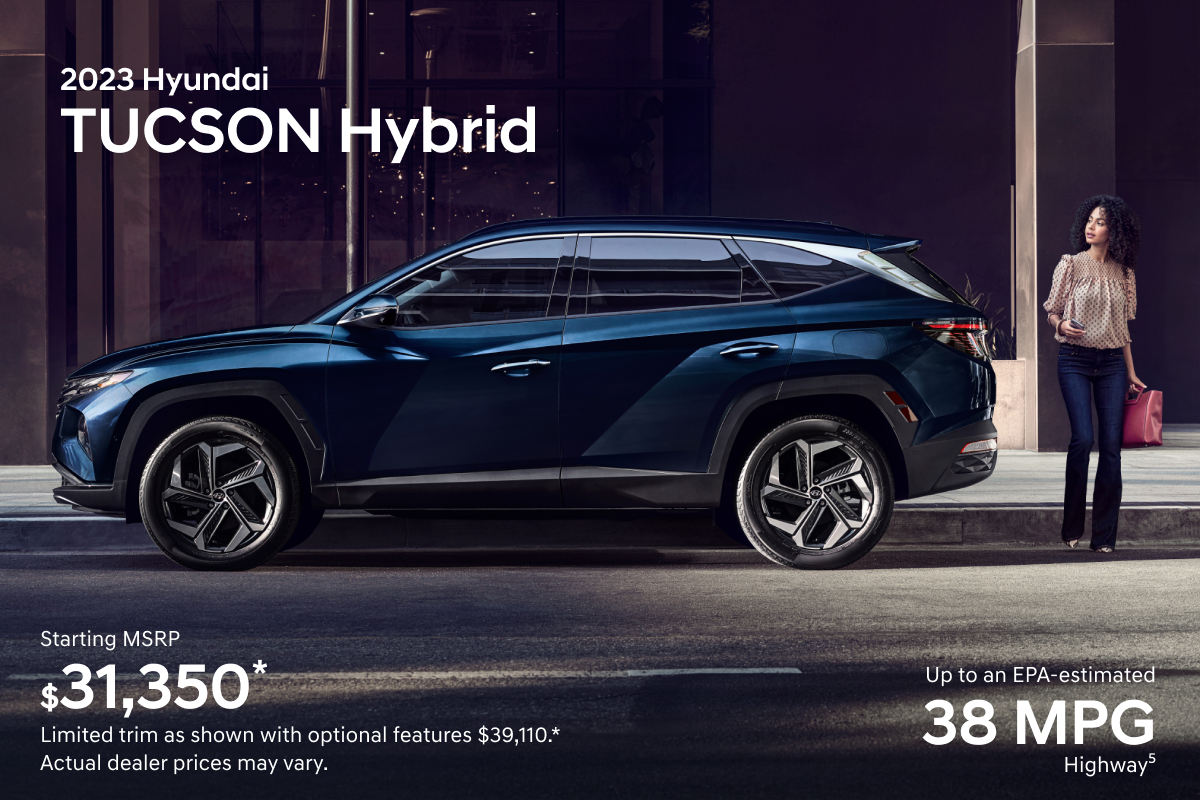 2023 Hyundai
TUCSON Hybrid
Starting MSRP
$31,350*
Limited trim as shown with optional features $39,110.*
Actual dealer prices may vary.
Up to an EPA-estimated
38 MPG
Highway5